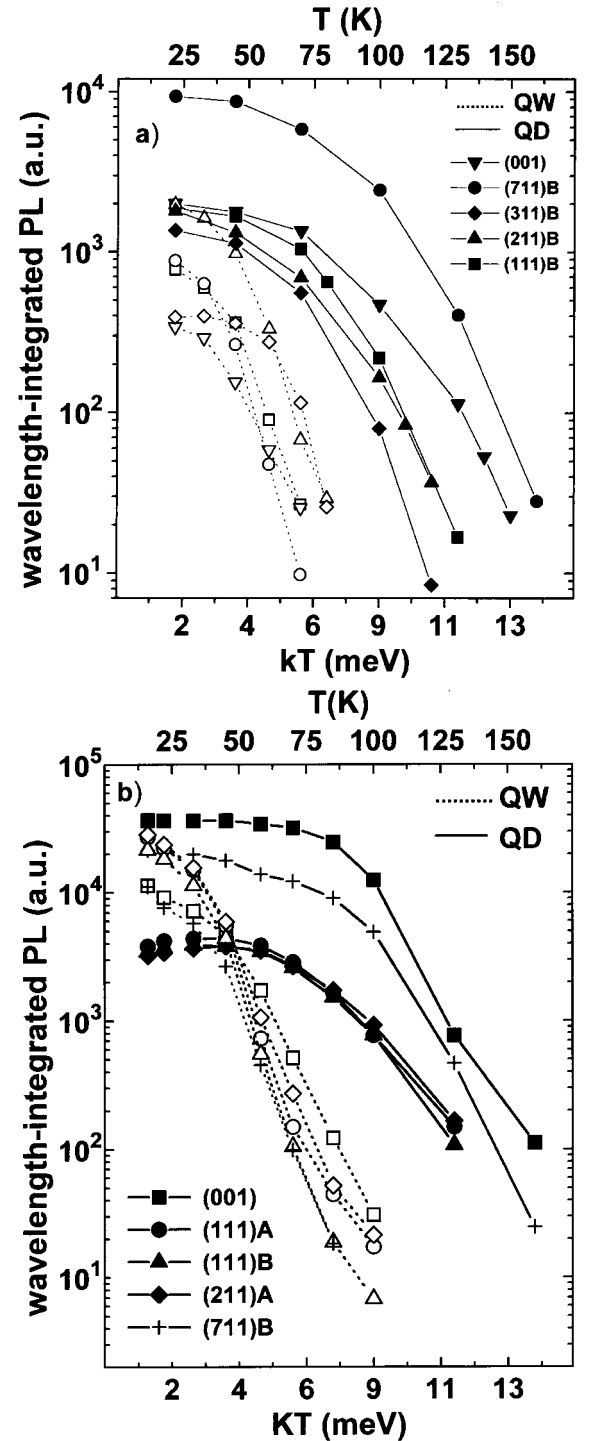 T (K)
25 50 75 100 125 150
10^4
10^3
10^2
10^1
wavelength-integrated PL (a.u.)
a)
QW
QD
(001)
(711)B
(311)B
(211)B
(111)B
2 4 6 9 11 13
kT (meV)
T(K)
25 50 75 100 130 150
10^5
10^4
10^3
10^2
10^1
wavelength-integrated PL (a.u.)
b)
QW
QD
(001)
(111)A
(111)B
(211)A
(711)B
2 4 6 9 11 13
KT (meV)